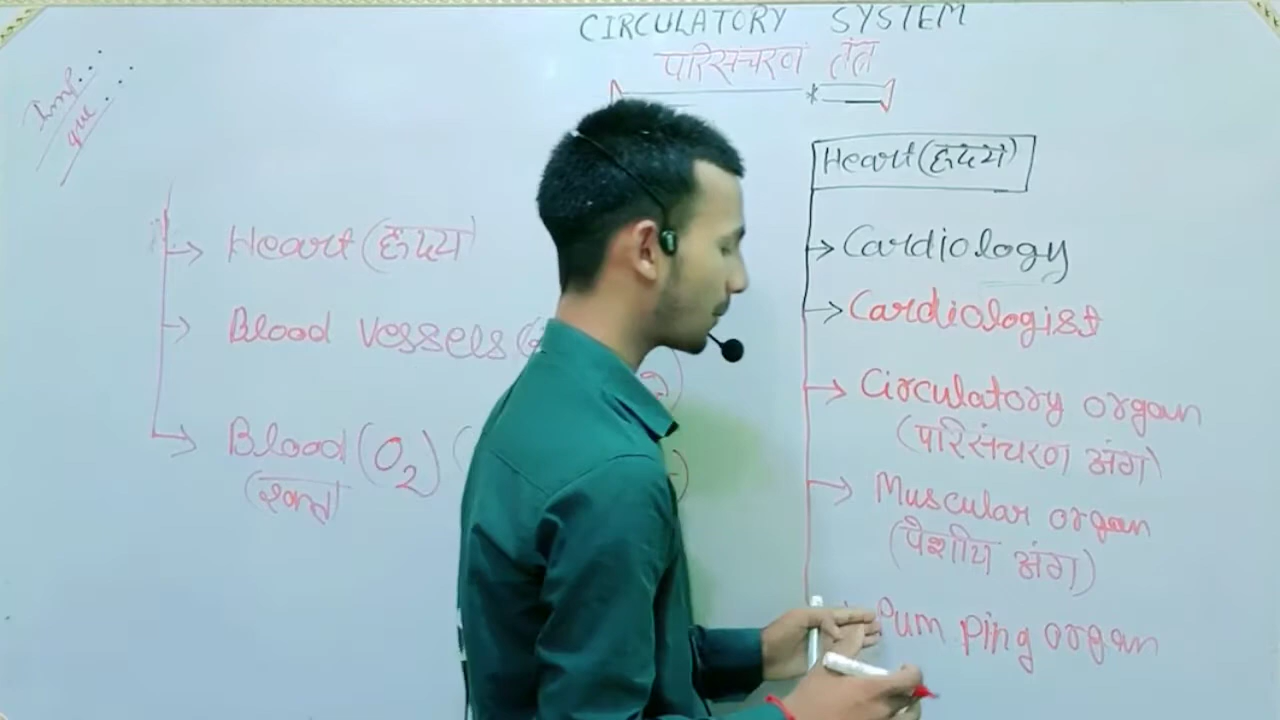 CIRCULATORY SYSTEM
परिसंचरण तंत्र
Imp...
que...
Heart (हृदय)
Blood vessels (
Blood (O2) (
(रक्त)
Heart (हृदय)
Cardiology
Cardiologist
Circulatory organ
(परिसंचरण अंग)
Muscular organ
(पेशीय अंग)
Pumping organ